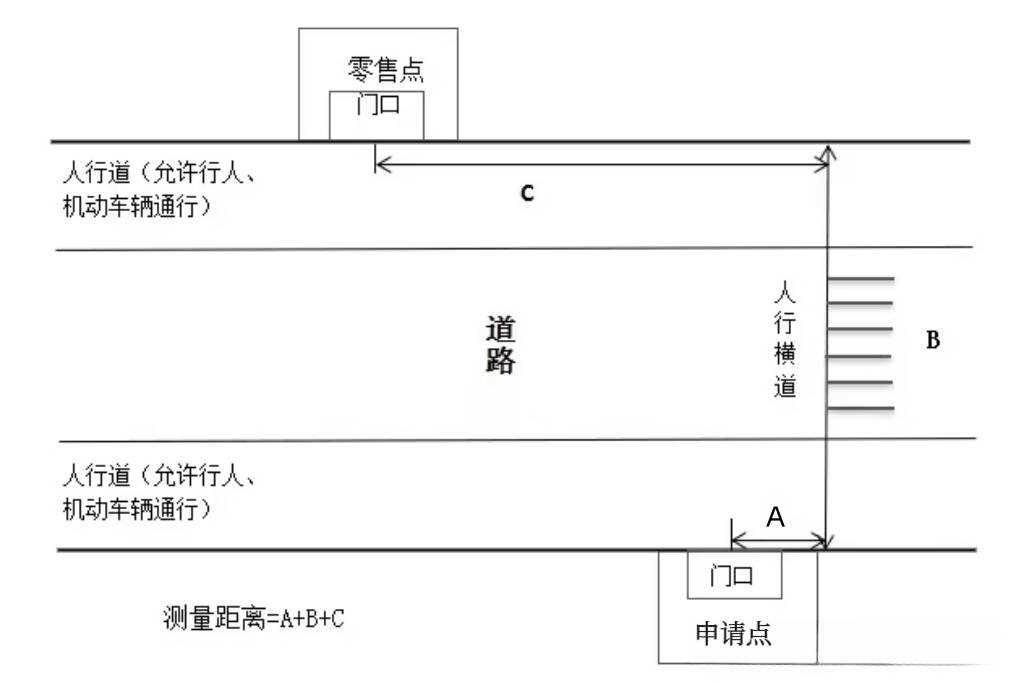 零售点
门口
人行道（允许行人、
机动车辆通行）
C
人行横道
B
道路
人行道（允许行人、
机动车辆通行）
A
门口
申请点
测量距离=A+B+C